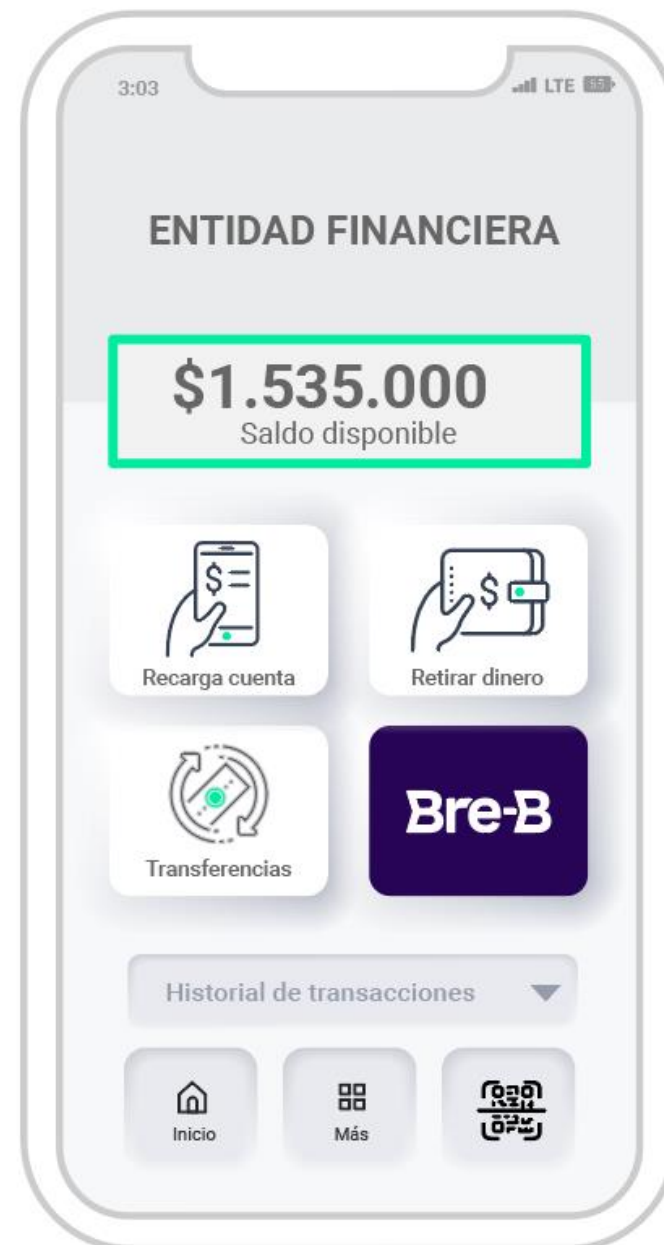 3:03
LTE 55
ENTIDAD FINANCIERA
$1.535.000
Saldo disponible
$
$
Recarga cuenta
Retirar dinero
Transferencias
Bre-B
Historial de transacciones
Inicio
Más